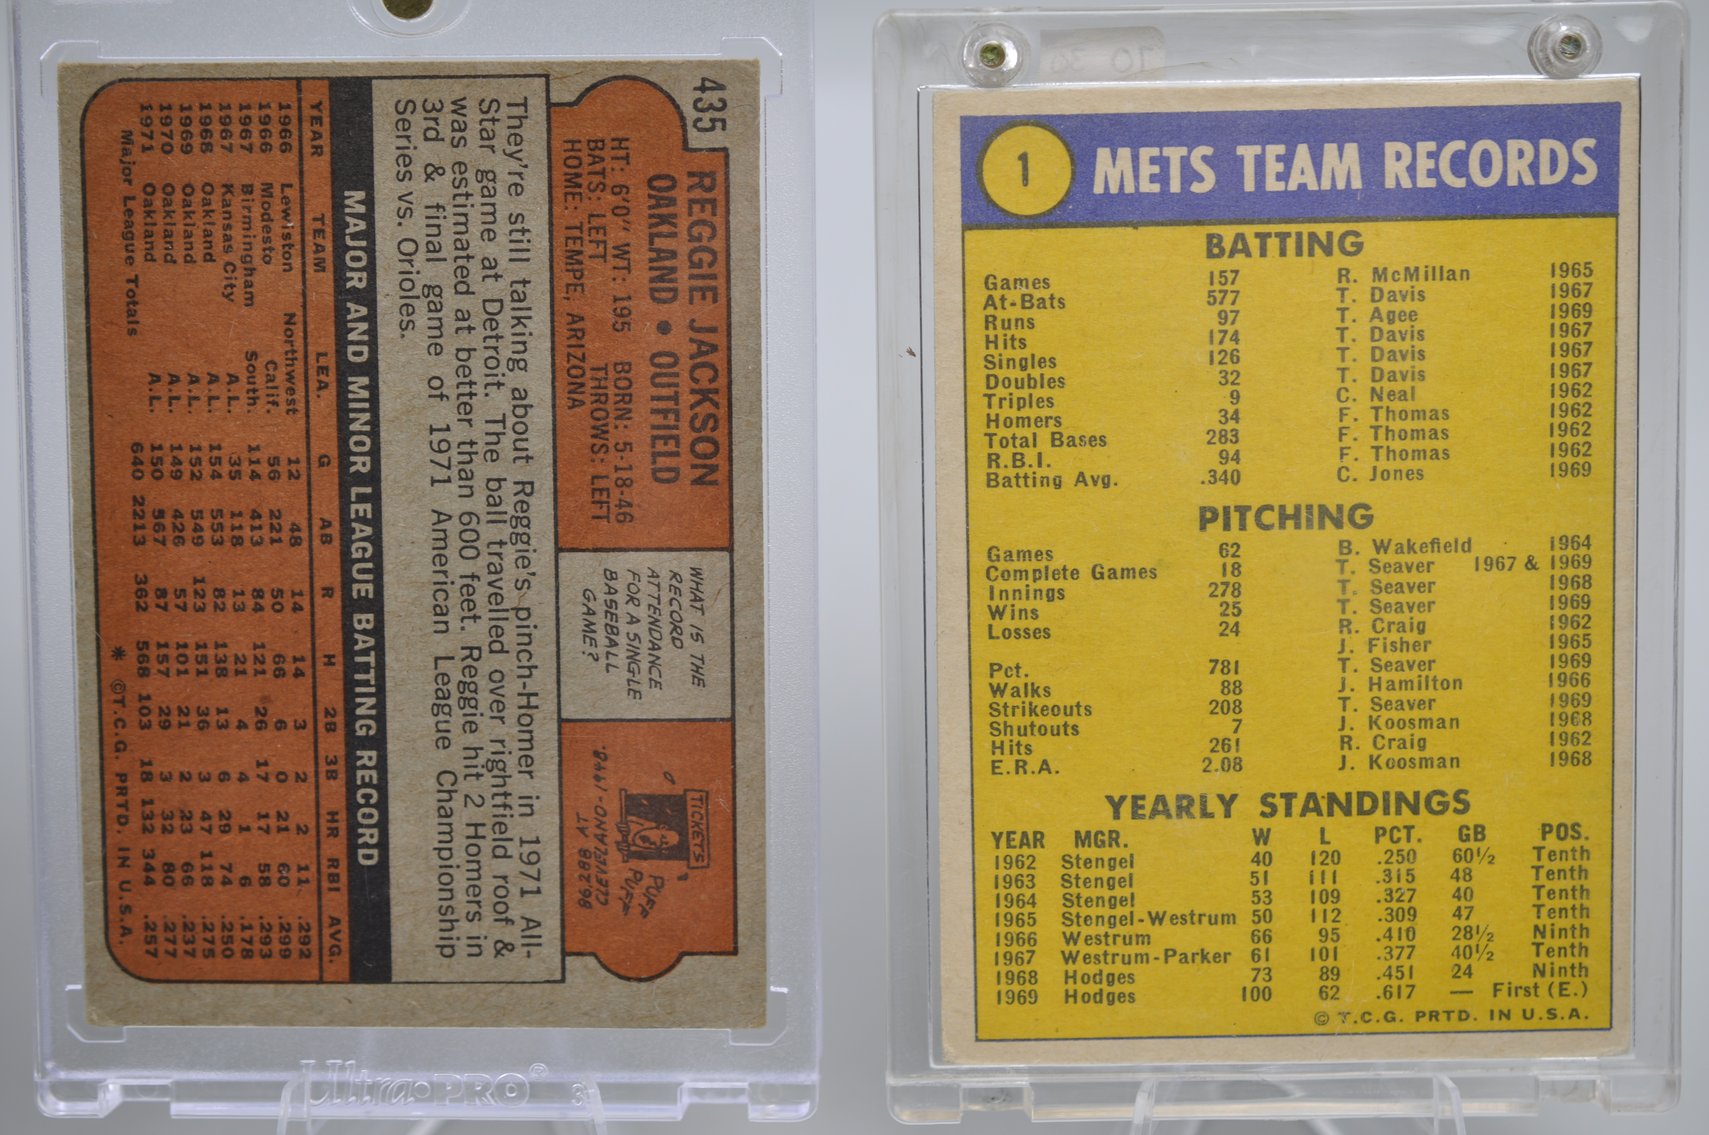 435
REGGIE JACKSON
OAKLAND • OUTFIELD
HT: 6'0" WT: 195 BORN: 5-18-46
BATS: LEFT THROWS: LEFT
HOME: TEMPE, ARIZONA
WHAT IS THE
RECORD
ATTENDANCE
FOR A SINGLE
BASEBALL
GAME?
TICKETS
PUFF
PUFF
86288 AT
CLEVELAND-1948.
They're still talking about Reggie's pinch-Homer in 1971 All-
Star game at Detroit. The ball travelled over rightfield roof &
was estimated at better than 600 feet. Reggie hit 2 Homers in
3rd & final game of 1971 American League Championship
Series vs. Orioles.
MAJOR AND MINOR LEAGUE BATTING RECORD
YEAR TEAM LEA. G AB R H 2B 3B HR RBI AVG.
1966 Lewiston Northwest 12 48 14 14 3 2 2 11 .292
1966 Modesto Calif. 56 221 50 66 6 0 21 60 .299
1967 Birmingham South. 114 413 84 121 26 17 17 58 .293
1967 Kansas City A.L. 35 118 13 21 4 4 1 6 .178
1968 Oakland A.L. 154 553 82 138 13 6 29 74 .250
1969 Oakland A.L. 152 549 123 151 36 3 47 118 .275
1970 Oakland A.L. 149 426 57 101 21 2 23 66 .237
1971 Oakland A.L. 150 567 87 157 29 3 32 80 .277
Major League Totals 640 2213 362 568 103 18 132 344 .257
* ©T.C.G. PRTD. IN U.S.A.
Ultra•PRO®
1 METS TEAM RECORDS
BATTING
Games 157 R. McMillan 1965
At-Bats 577 T. Davis 1967
Runs 97 T. Agee 1969
Hits 174 T. Davis 1967
Singles 126 T. Davis 1967
Doubles 32 T. Davis 1967
Triples 9 C. Neal 1962
Homers 34 F. Thomas 1962
Total Bases 283 F. Thomas 1962
R.B.I. 94 F. Thomas 1962
Batting Avg. .340 C. Jones 1969
PITCHING
Games 62 B. Wakefield 1964
Complete Games 18 T. Seaver 1967 & 1969
Innings 278 T. Seaver 1968
Wins 25 T. Seaver 1969
Losses 24 R. Craig 1962
J. Fisher 1965
Pct. 781 T. Seaver 1969
Walks 88 J. Hamilton 1966
Strikeouts 208 T. Seaver 1969
Shutouts 7 J. Koosman 1968
Hits 261 R. Craig 1962
E.R.A. 2.08 J. Koosman 1968
YEARLY STANDINGS
YEAR MGR. W L PCT. GB POS.
1962 Stengel 40 120 .250 60½ Tenth
1963 Stengel 51 111 .315 48 Tenth
1964 Stengel 53 109 .327 40 Tenth
1965 Stengel-Westrum 50 112 .309 47 Tenth
1966 Westrum 66 95 .410 28½ Ninth
1967 Westrum-Parker 61 101 .377 40½ Tenth
1968 Hodges 73 89 .451 24 Ninth
1969 Hodges 100 62 .617 — First (E.)
© T.C.G. PRTD. IN U.S.A.